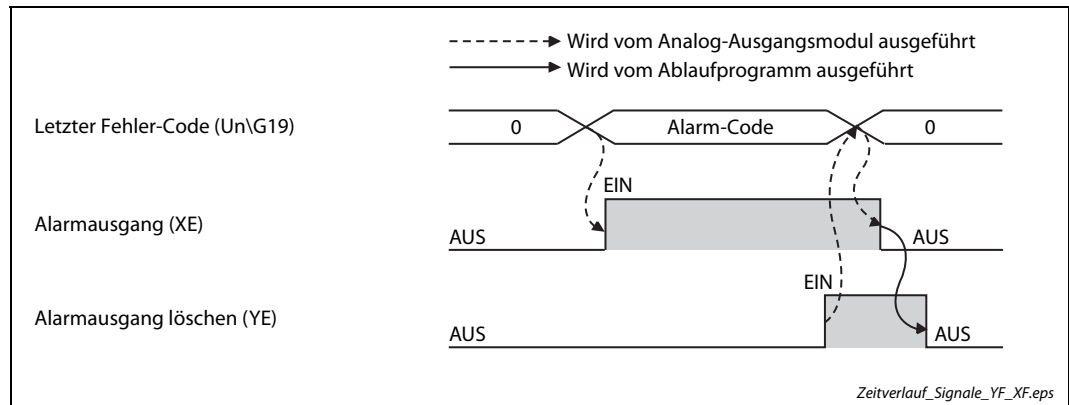 Wird vom Analog-Ausgangsmodul ausgeführt
Wird vom Ablaufprogramm ausgeführt
Letzter Fehler-Code (Un\G19)
0 Alarm-Code 0
EIN
Alarmausgang (XE)
AUS AUS
EIN
Alarmausgang löschen (YE)
AUS AUS
Zeitverlauf_Signale_YF_XF.eps